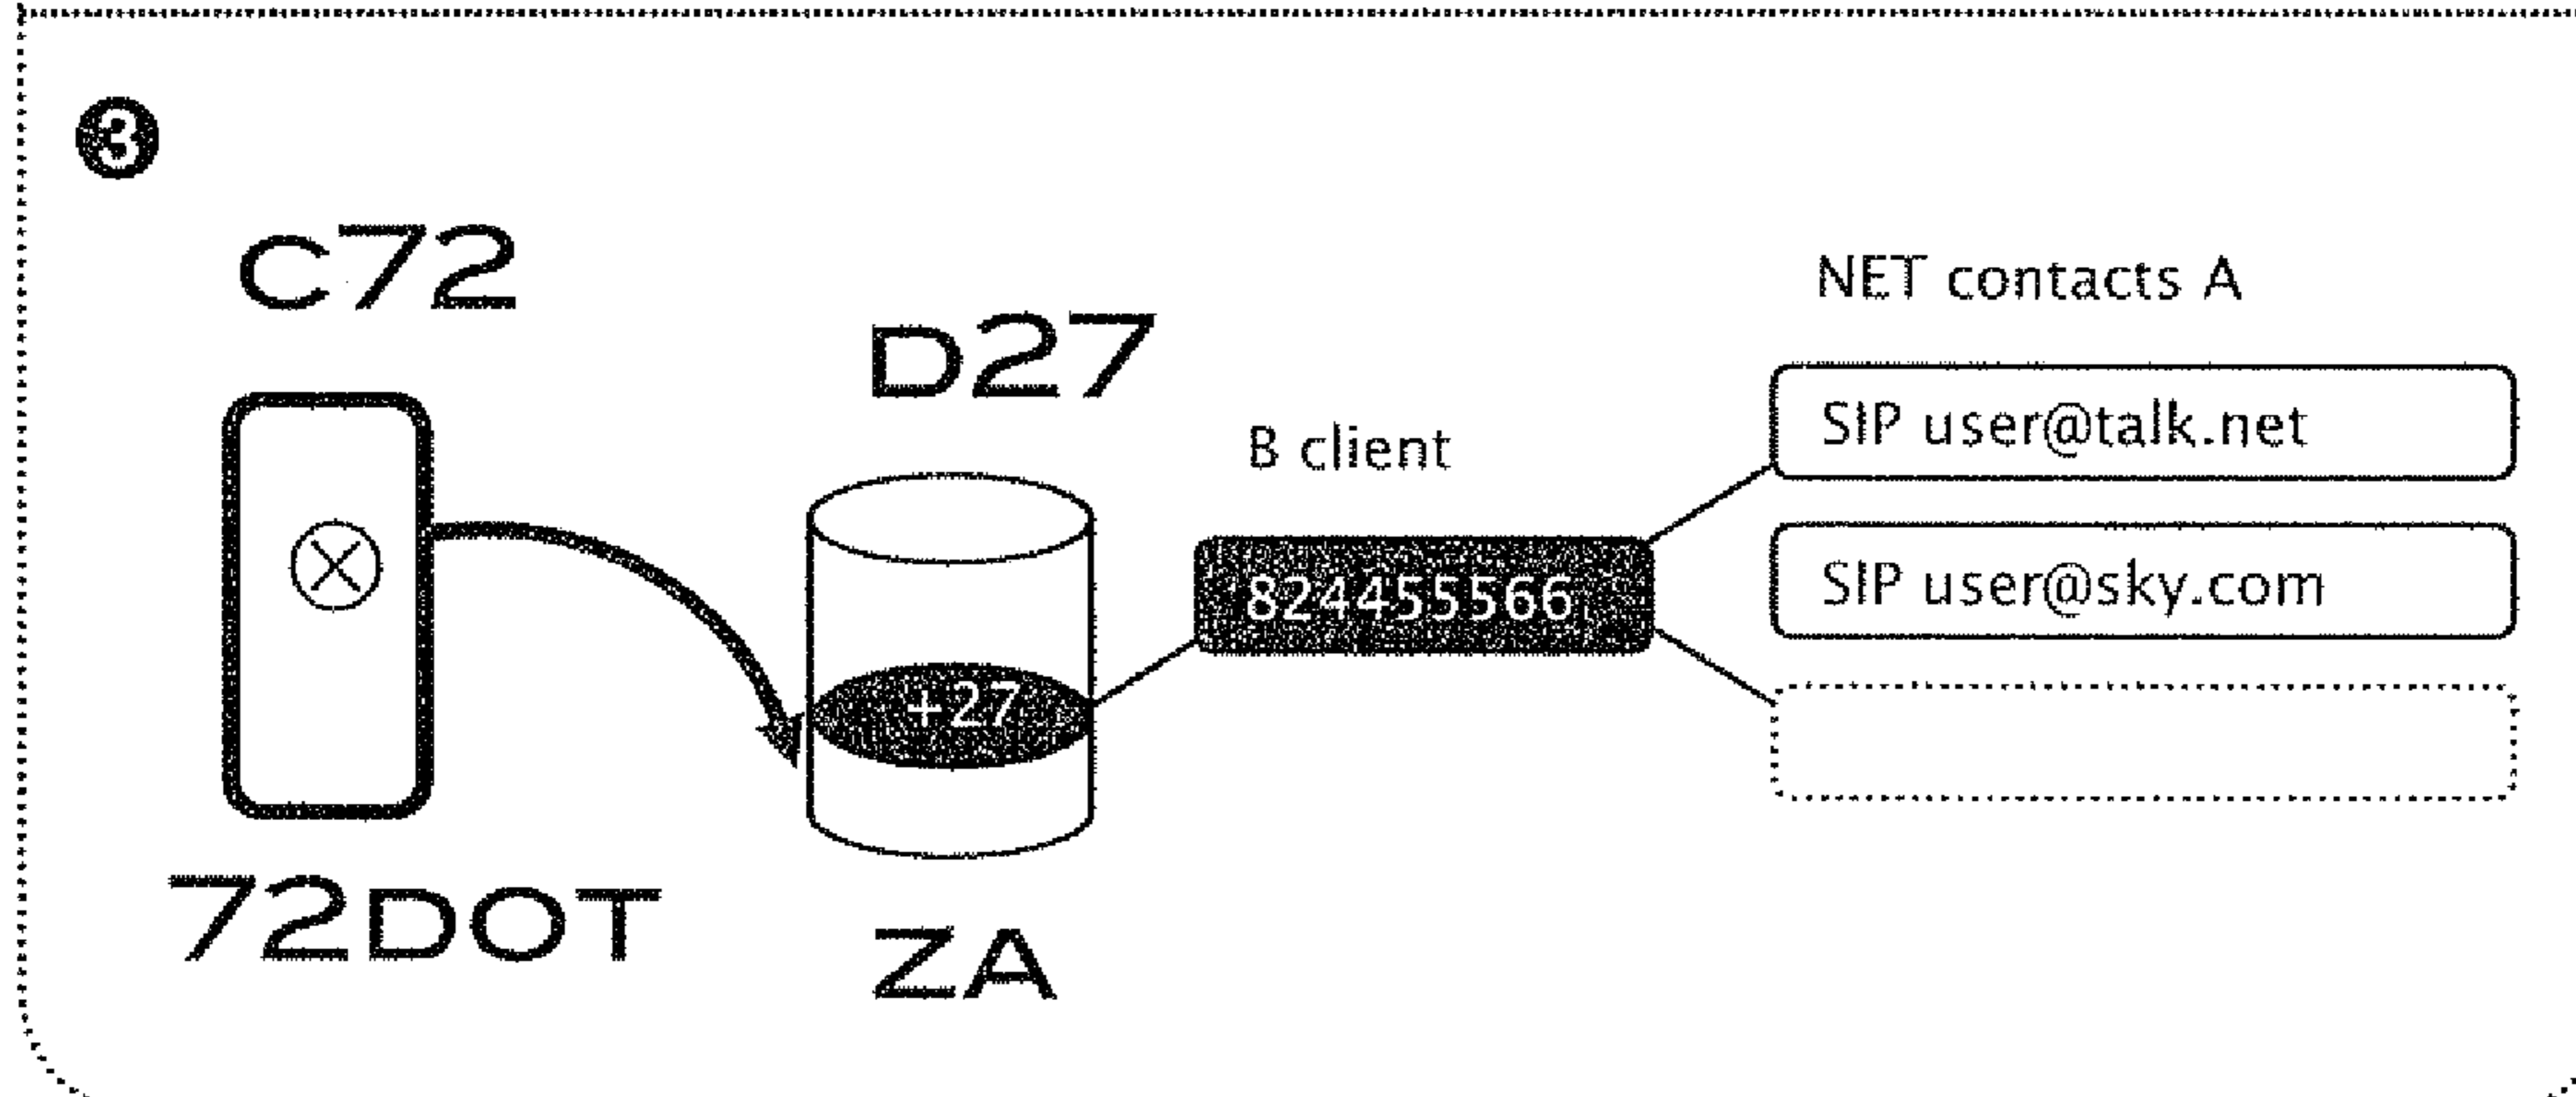 3
C72
D27
NET contacts A
SIP user@talk.net
B client
SIP user@sky.com
824455566
+27
72DOT
ZA